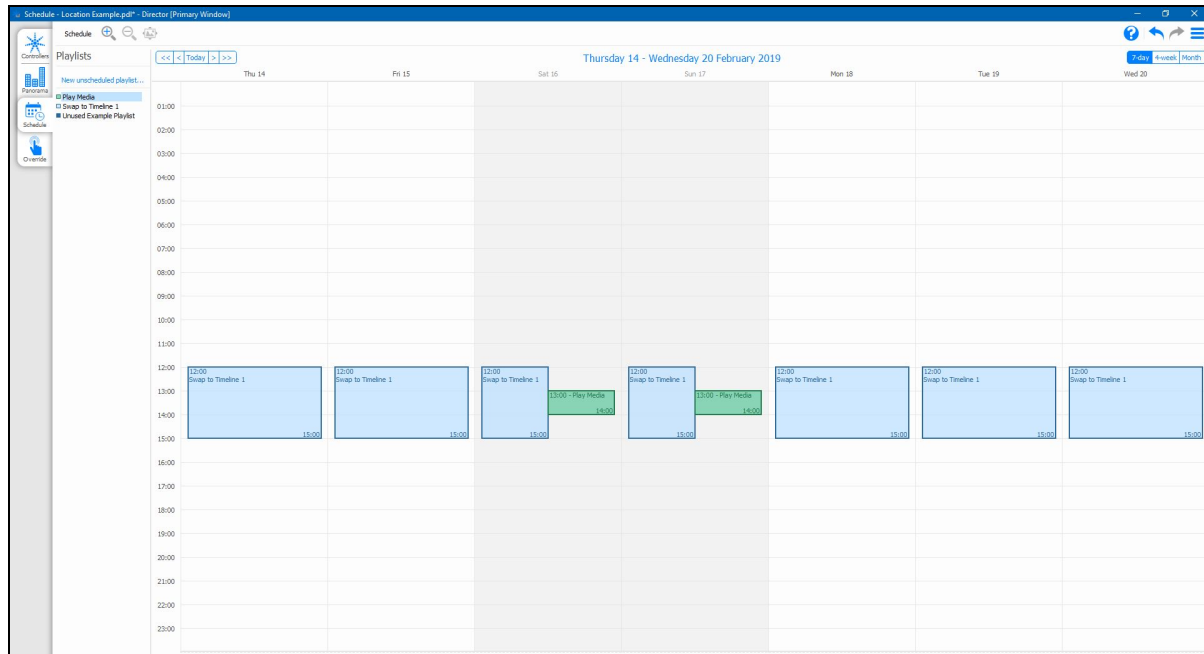 Schedule - Location Example.pdl* - Director [Primary Window]
Controllers
Panorama
Schedule
Override
Schedule
Playlists
New unscheduled playlist...
Play Media
Swap to Timeline 1
Unused Example Playlist
<< < Today > >>
Thursday 14 - Wednesday 20 February 2019
7-day 4-week Month
Thu 14 Fri 15 Sat 16 Sun 17 Mon 18 Tue 19 Wed 20
01:00
02:00
03:00
04:00
05:00
06:00
07:00
08:00
09:00
10:00
11:00
12:00
13:00
14:00
15:00
16:00
17:00
18:00
19:00
20:00
21:00
22:00
23:00
12:00
Swap to Timeline 1
15:00
12:00
Swap to Timeline 1
15:00
12:00
Swap to Timeline 1
15:00
13:00 - Play Media
14:00
12:00
Swap to Timeline 1
15:00
13:00 - Play Media
14:00
12:00
Swap to Timeline 1
15:00
12:00
Swap to Timeline 1
15:00
12:00
Swap to Timeline 1
15:00